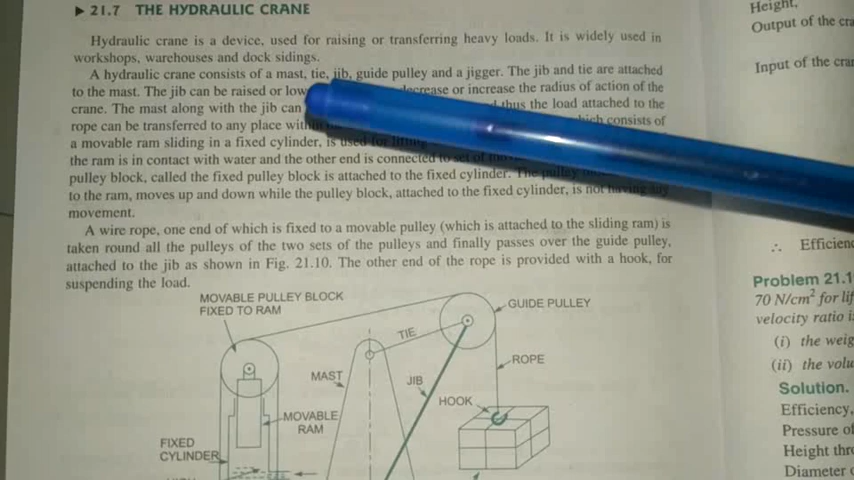 ▶ 21.7 THE HYDRAULIC CRANE
Hydraulic crane is a device, used for raising or transferring heavy loads. It is widely used in
workshops, warehouses and dock sidings.
A hydraulic crane consists of a mast, tie, jib, guide pulley and a jigger. The jib and tie are attached
to the mast. The jib can be raised or decrease or increase the radius of action of the
crane. The mast along with the jib can thus the load attached to the
rope can be transferred to any place which consists of
a movable ram sliding in a fixed cylinder, is used for lifting
the ram is in contact with water and the other end is connected to set of
pulley block, called the fixed pulley block is attached to the fixed cylinder. The pulley
to the ram, moves up and down while the pulley block, attached to the fixed cylinder, is not having any
movement.
A wire rope, one end of which is fixed to a movable pulley (which is attached to the sliding ram) is
taken round all the pulleys of the two sets of the pulleys and finally passes over the guide pulley,
attached to the jib as shown in Fig. 21.10. The other end of the rope is provided with a hook, for
suspending the load.
MOVABLE PULLEY BLOCK
FIXED TO RAM
GUIDE PULLEY
TIE
ROPE
MAST
JIB
HOOK
MOVABLE
RAM
FIXED
CYLINDER
Height,
Output of the
Input of the
∴
Problem 21.1
70 N/cm² for
velocity ratio
(i) the
(ii) the
Solution.
Efficiency,
Pressure of
Height
Diameter